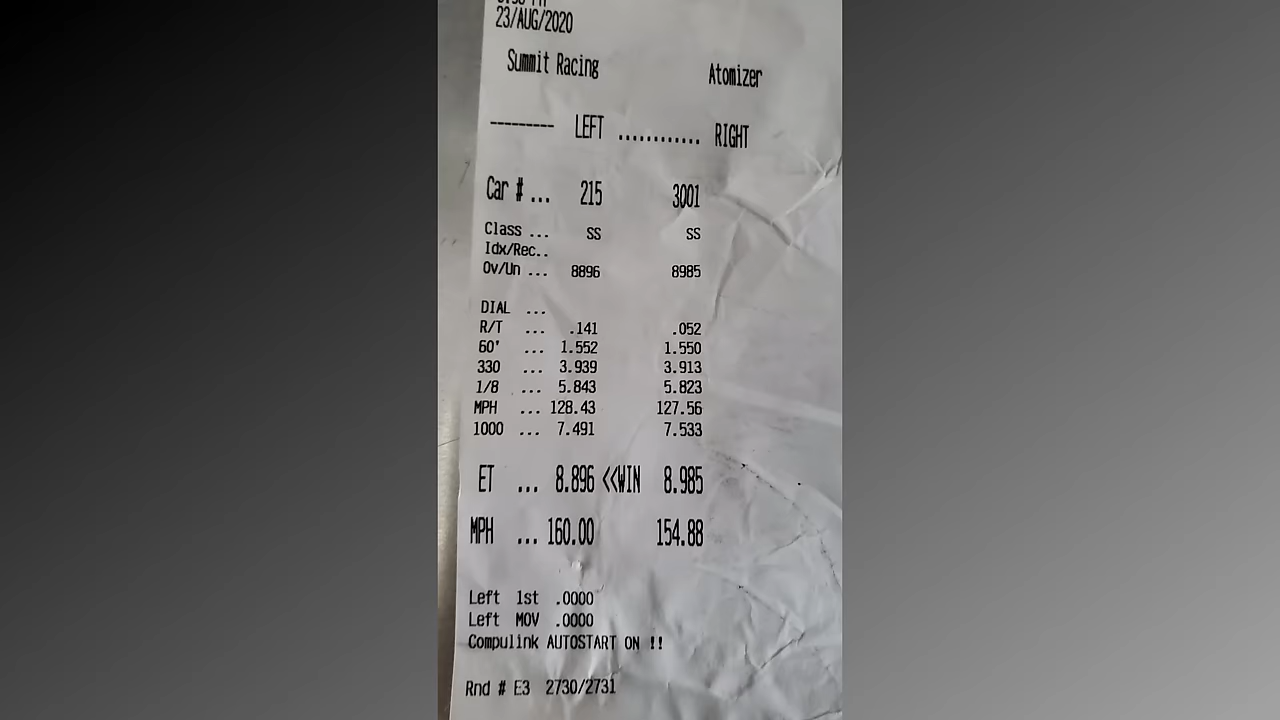 23/AUG/2020
Summit Racing Atomizer
--------- LEFT ............ RIGHT
Car # ... 215 3001
Class ... SS SS
Idx/Rec..
Ov/Un ... 8896 8985
DIAL ...
R/T ... .141 .052
60' ... 1.552 1.550
330 ... 3.939 3.913
1/8 ... 5.843 5.823
MPH ... 128.43 127.56
1000 ... 7.491 7.533
ET ... 8.896 <<WIN 8.985
MPH ... 160.00 154.88
Left 1st .0000
Left MOV .0000
Compulink AUTOSTART ON !!
Rnd # E3 2730/2731